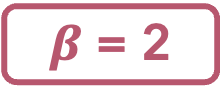 β = 2